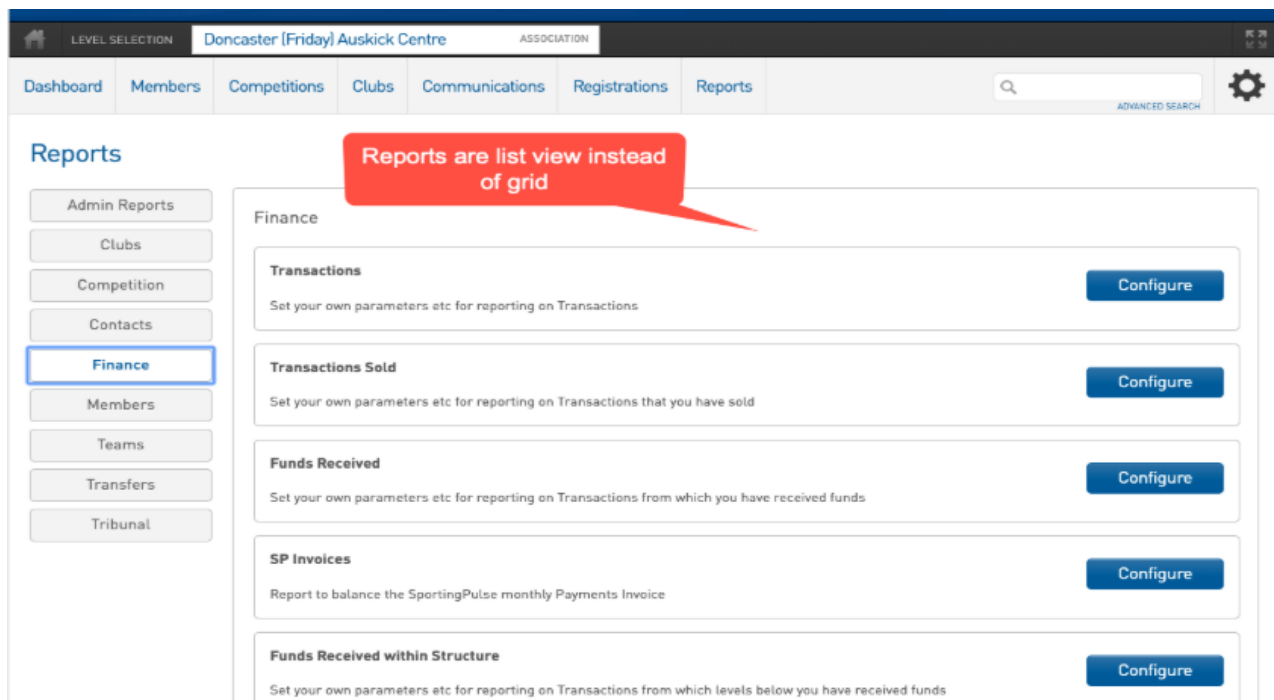 LEVEL SELECTION Doncaster (Friday) Auskick Centre ASSOCIATION
Dashboard Members Competitions Clubs Communications Registrations Reports
ADVANCED SEARCH
Reports
Reports are list view instead
of grid
Admin Reports
Clubs
Competition
Contacts
Finance
Members
Teams
Transfers
Tribunal
Finance
Transactions
Set your own parameters etc for reporting on Transactions
Configure
Transactions Sold
Set your own parameters etc for reporting on Transactions that you have sold
Configure
Funds Received
Set your own parameters etc for reporting on Transactions from which you have received funds
Configure
SP Invoices
Report to balance the SportingPulse monthly Payments Invoice
Configure
Funds Received within Structure
Set your own parameters etc for reporting on Transactions from which levels below you have received funds
Configure